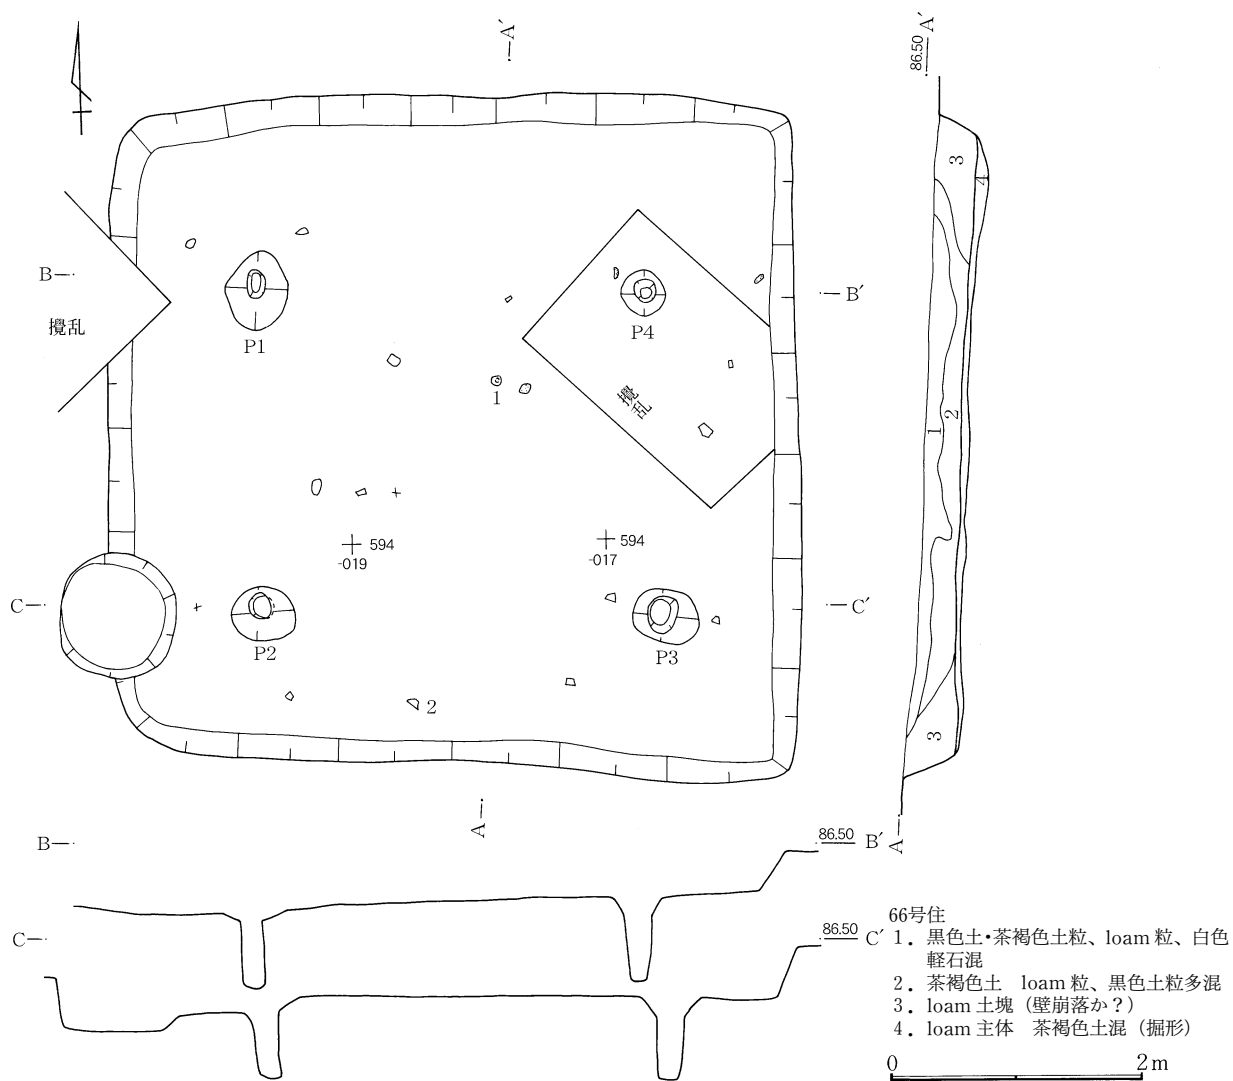 A′
86.50 A′
3
4
B
B′
攪乱
P1
P4
1
攪乱
1
2
594
-019
594
-017
C
C′
P2
P3
2
3
A
A
B
86.50 B′
C
86.50 C′
66号住
1．黒色土・茶褐色土粒、loam 粒、白色
軽石混
2．茶褐色土　loam 粒、黒色土粒多混
3．loam 土塊（壁崩落か？）
4．loam 主体　茶褐色土混（掘形）
0 2m